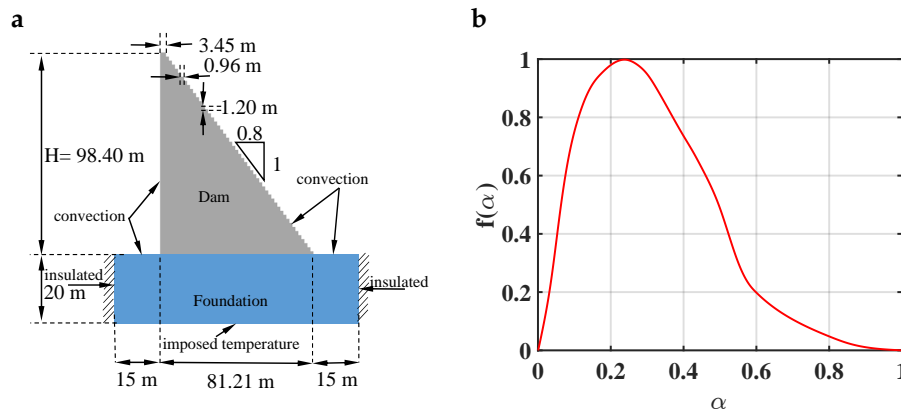 a
3.45 m
0.96 m
1.20 m
0.8
1
H= 98.40 m
Dam
convection
convection
insulated
20 m
Foundation
insulated
imposed temperature
15 m
81.21 m
15 m
b
1
0.8
0.6
0.4
0.2
0
f(α)
0
0.2
0.4
0.6
0.8
1
α